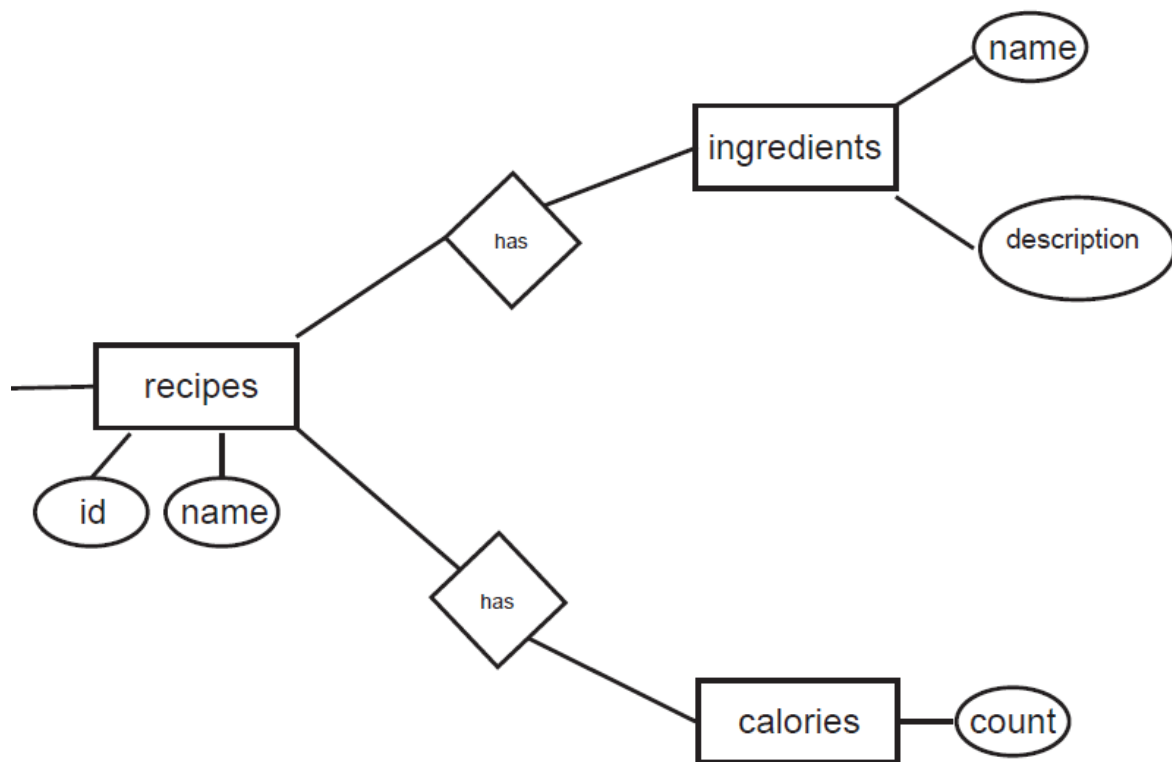 name
ingredients
has
description
recipes
id
name
has
calories
count